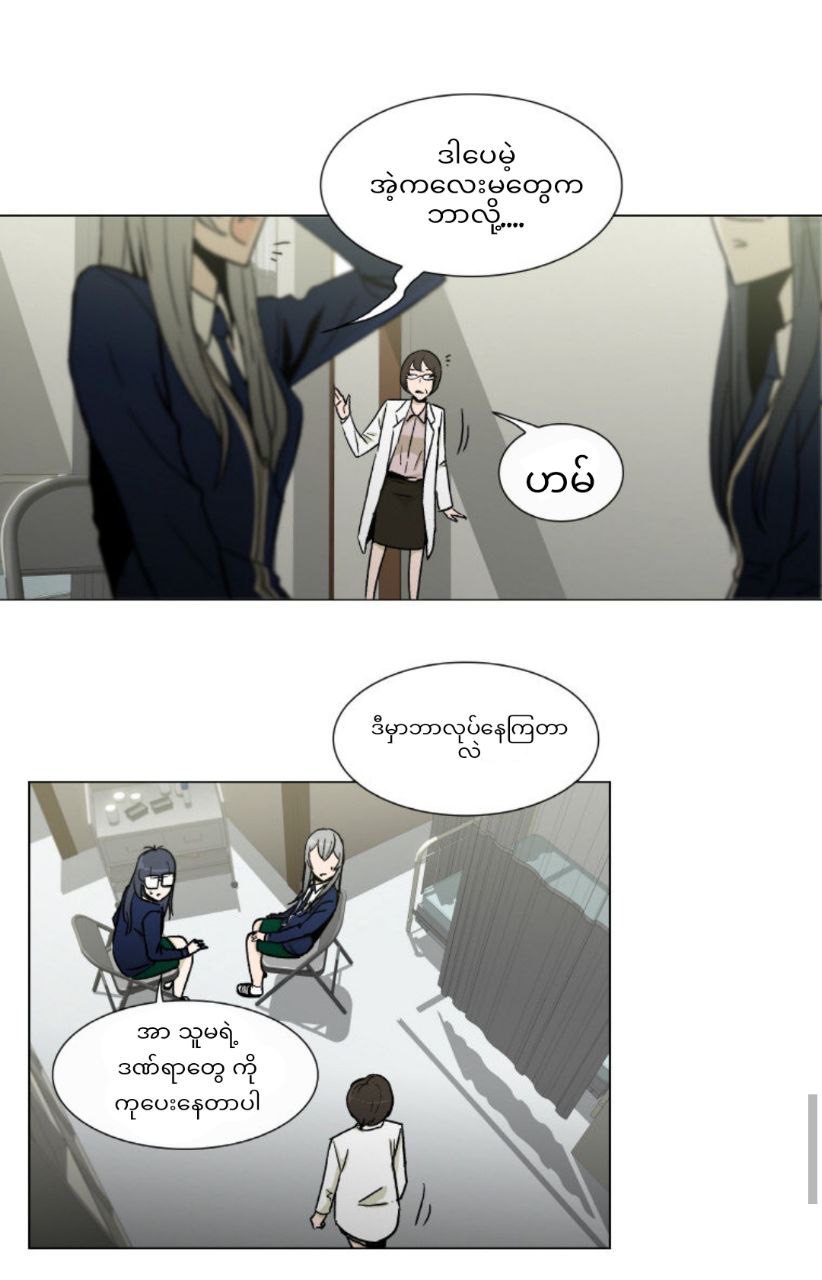 ဒါပေမဲ့
အဲ့ကလေးမတွေက
ဘာလို့....
ဟမ်
ဒီမှာဘာလုပ်နေကြတာ
လဲ
အာ သူမရဲ့
ဒဏ်ရာတွေ ကို
ကုပေးနေတာပါ